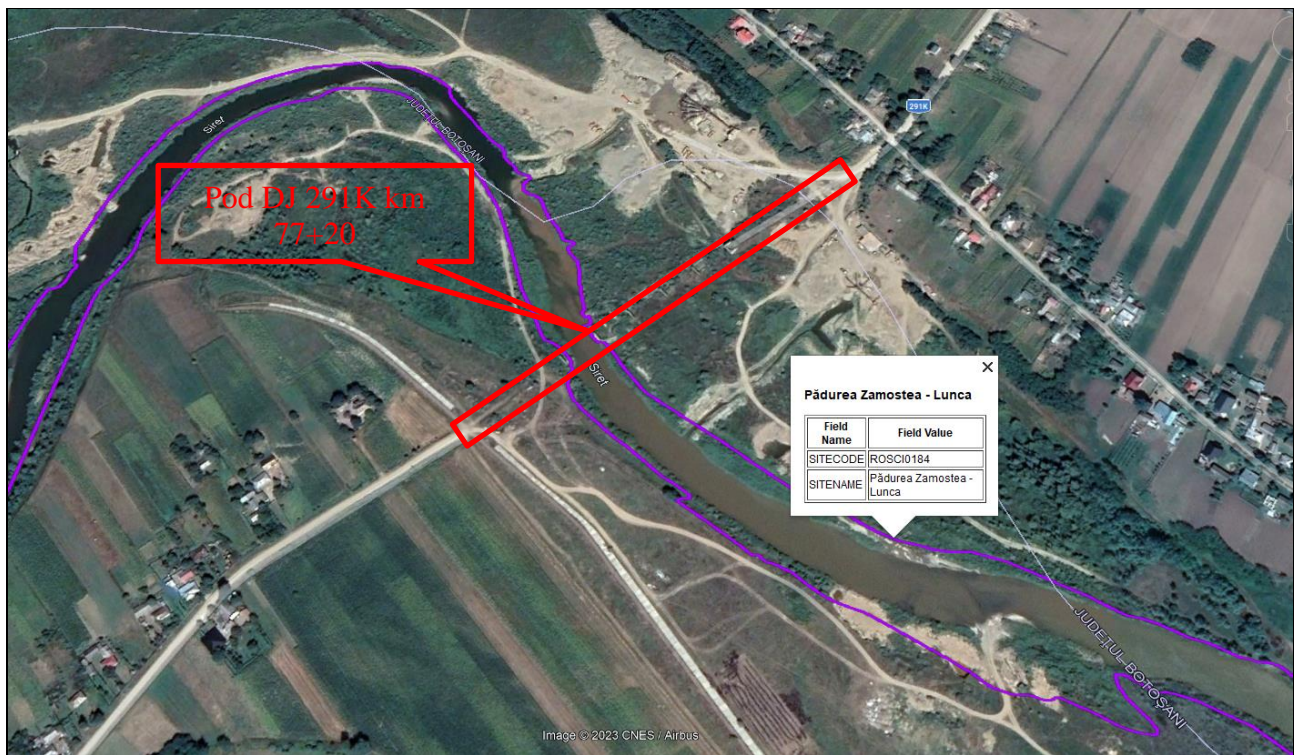 291K
Siret
JUDEȚUL BOTOȘANI
Pod DJ 291K km
77+20
Siret
Pădurea Zamostea - Lunca
Field Name
Field Value
SITECODE
ROSCI0184
SITENAME
Pădurea Zamostea -
Lunca
JUDEȚUL BOTOȘANI
Image © 2023 CNES / Airbus